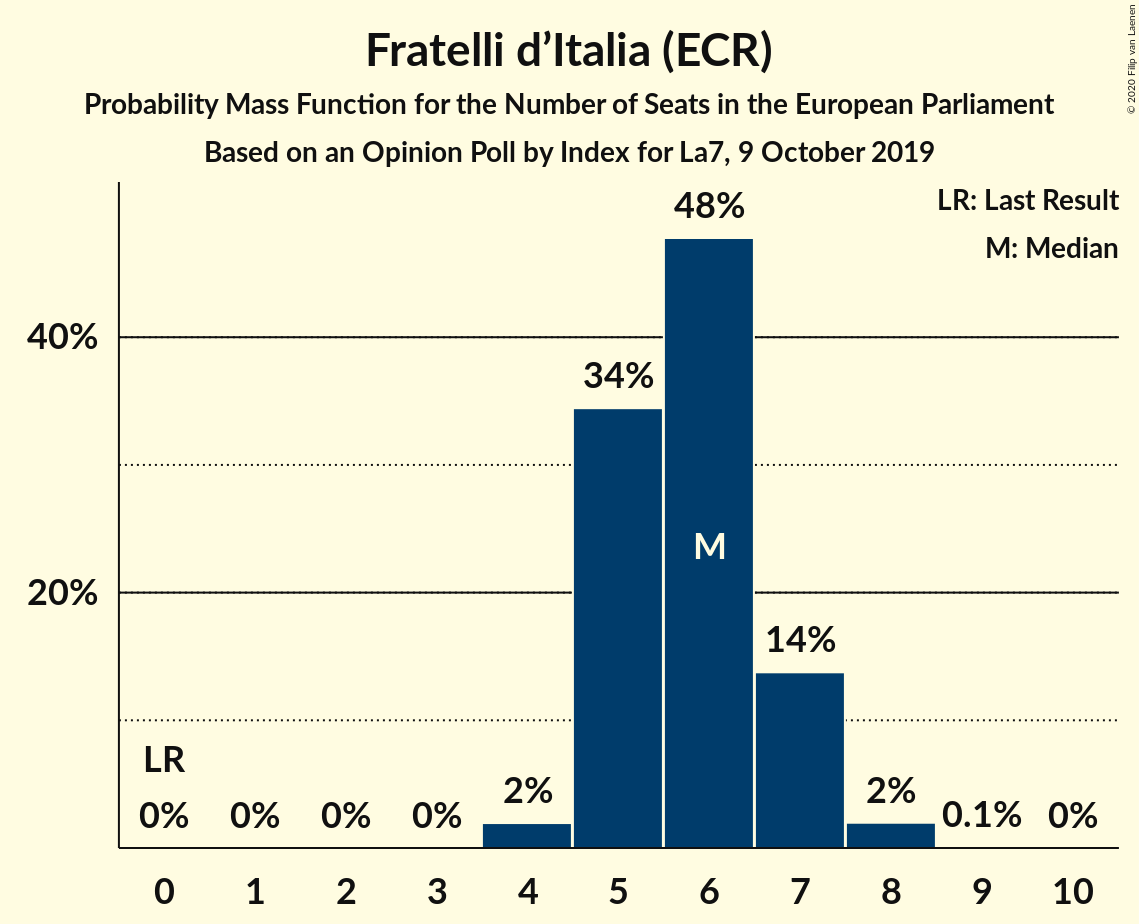 Fratelli d’Italia (ECR)
Probability Mass Function for the Number of Seats in the European Parliament
Based on an Opinion Poll by Index for La7, 9 October 2019
© 2020 Filip van Laenen
LR: Last Result
M: Median
48%
40%
34%
M
20%
14%
LR
0% 0% 0% 0% 2% 2% 0.1% 0%
0 1 2 3 4 5 6 7 8 9 10